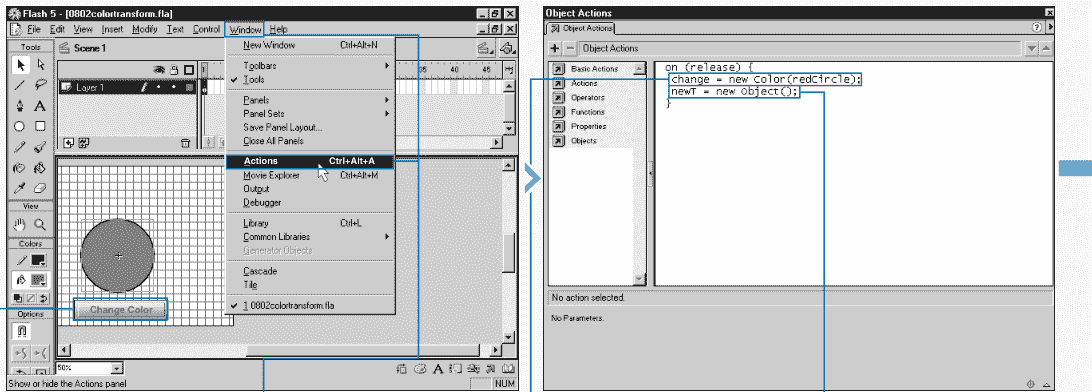 Flash 5 - [0802colortransform.fla]
File Edit View Insert Modify Text Control Window Help
Tools
Scene 1
Layer 1
35 40 45
View
Colors
Options
Change Color
50%
Show or hide the Actions panel
NUM
New Window Ctrl+Alt+N
Toolbars
Tools
Panels
Panel Sets
Save Panel Layout...
Close All Panels
Actions Ctrl+Alt+A
Movie Explorer Ctrl+Alt+M
Output
Debugger
Library Ctrl+L
Common Libraries
Generator Objects
Cascade
Tile
1 0802colortransform.fla
Object Actions
Object Actions
Object Actions
Basic Actions
Actions
Operators
Functions
Properties
Objects
on (release) {
change = new Color(redCircle);
newT = new Object();
}
No action selected.
No Parameters.